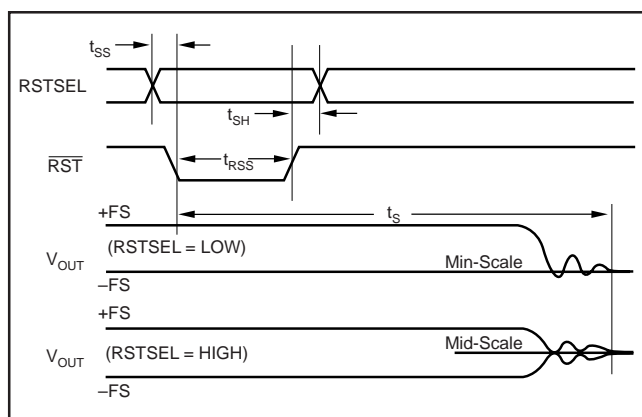 tSS
RSTSEL
tSH
RST
tRSS
+FS
tS
VOUT
(RSTSEL = LOW)
Min-Scale
–FS
+FS
VOUT
(RSTSEL = HIGH)
Mid-Scale
–FS